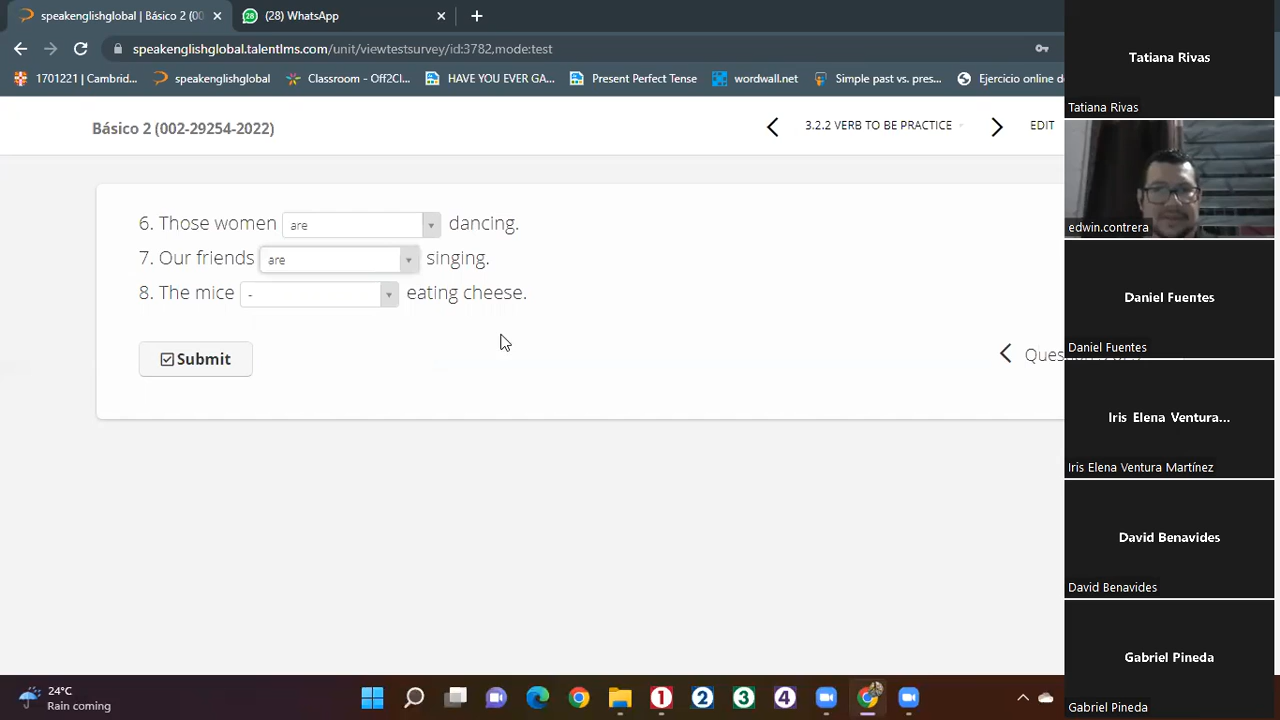 speakenglishglobal | Básico 2 (00
(28) WhatsApp
speakenglishglobal.talentlms.com/unit/viewtestsurvey/id:3782,mode:test
1701221 | Cambrid...
speakenglishglobal
Classroom - Off2Cl...
HAVE YOU EVER GA...
Present Perfect Tense
wordwall.net
Simple past vs. pres...
Ejercicio online d
Básico 2 (002-29254-2022)
3.2.2 VERB TO BE PRACTICE
EDIT
6. Those women are dancing.
7. Our friends are singing.
8. The mice - eating cheese.
Submit
Tatiana Rivas
Tatiana Rivas
edwin.contrera
Daniel Fuentes
Daniel Fuentes
Iris Elena Ventura...
Iris Elena Ventura Martínez
David Benavides
David Benavides
Gabriel Pineda
Gabriel Pineda
24°C
Rain coming
1
2
3
4